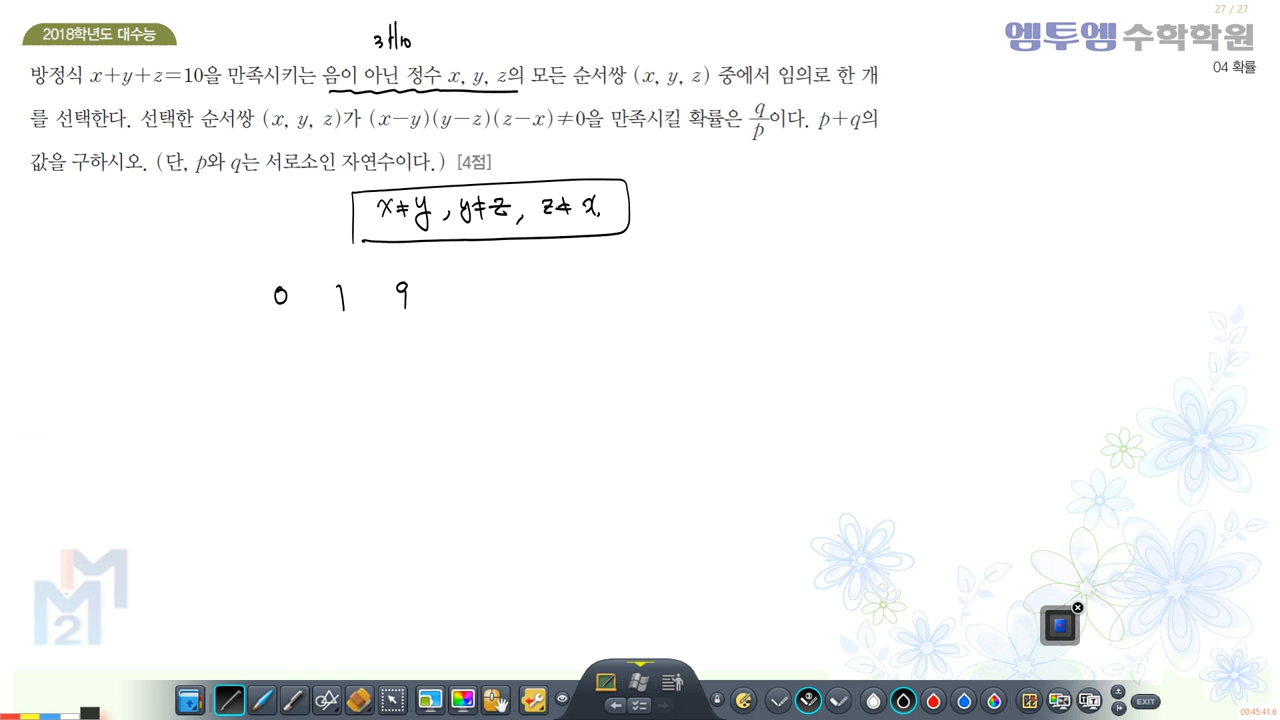 27 / 27
2018학년도 대수능
엠투엠수학학원
04 확률
3H10
방정식 x+y+z=10을 만족시키는 음이 아닌 정수 x, y, z의 모든 순서쌍 (x, y, z) 중에서 임의로 한 개
를 선택한다. 선택한 순서쌍 (x, y, z)가 (x-y)(y-z)(z-x)≠0을 만족시킬 확률은 q/p이다. p+q의
값을 구하시오. (단, p와 q는 서로소인 자연수이다.) [4점]
x≠y, y≠z, z≠x
0 1 9
M M 2
EXIT
00:45:41.6